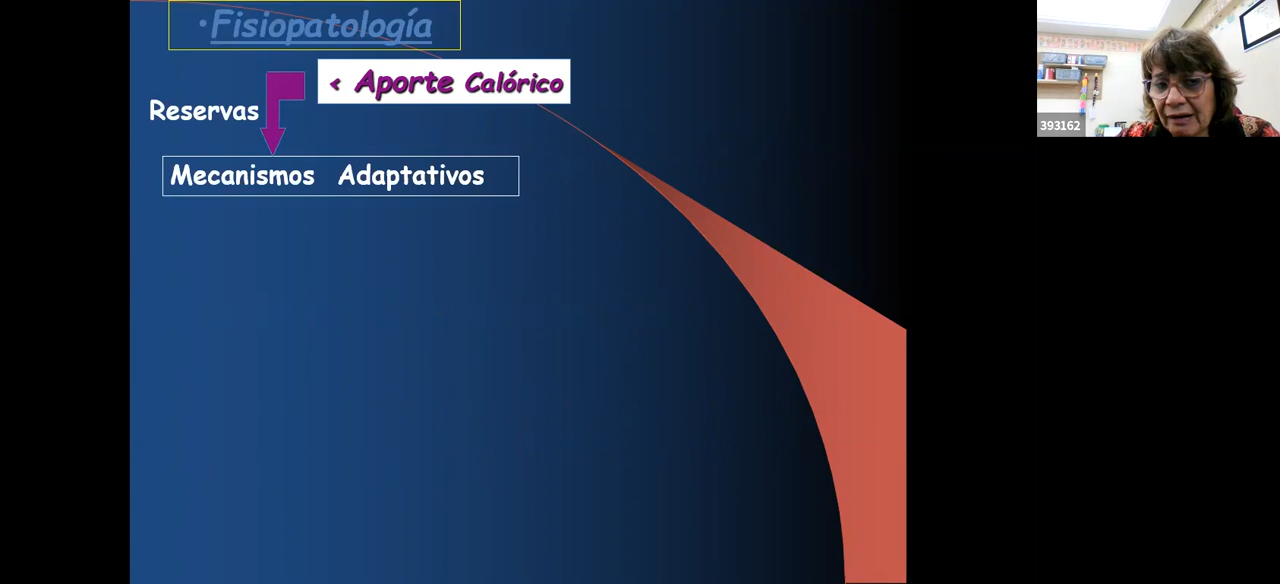 •Fisiopatología
< Aporte Calórico
Reservas
Mecanismos Adaptativos
393162